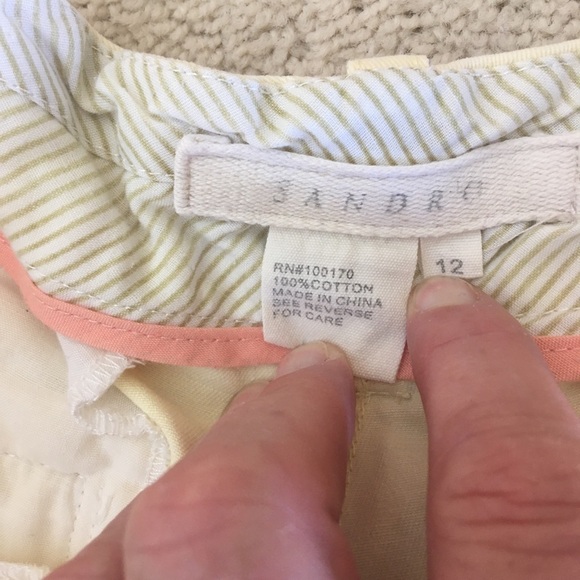 SANDRO
RN#100170
100%COTTON
MADE IN CHINA
SEE REVERSE
FOR CARE
12